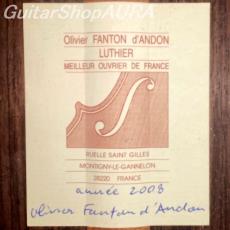 GuitarShopAURA
Olivier FANTON d'ANDON
LUTHIER
MEILLEUR OUVRIER DE FRANCE
RUELLE SAINT GILLES
MONTIGNY-LE-GANNELON
28220 FRANCE
année 2008
Olivier Fanton d'Andon